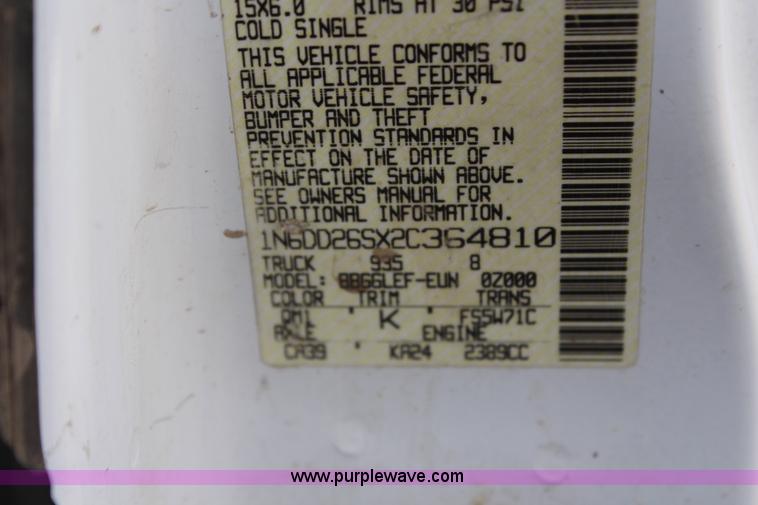 15X6.0 RIMS AT 30 PSI
COLD SINGLE
THIS VEHICLE CONFORMS TO
ALL APPLICABLE FEDERAL
MOTOR VEHICLE SAFETY,
BUMPER AND THEFT
PREVENTION STANDARDS IN
EFFECT ON THE DATE OF
MANUFACTURE SHOWN ABOVE.
SEE OWNERS MANUAL FOR
ADDITIONAL INFORMATION.
1N6DD26SX2C364810
TRUCK 935 8
MODEL: BBG6LEF-EUN 0Z000
COLOR TRIM TRANS
QM1 ' K ' FS5W71C
AXLE ENGINE
CA39 ' KA24 2389CC
www.purplewave.com